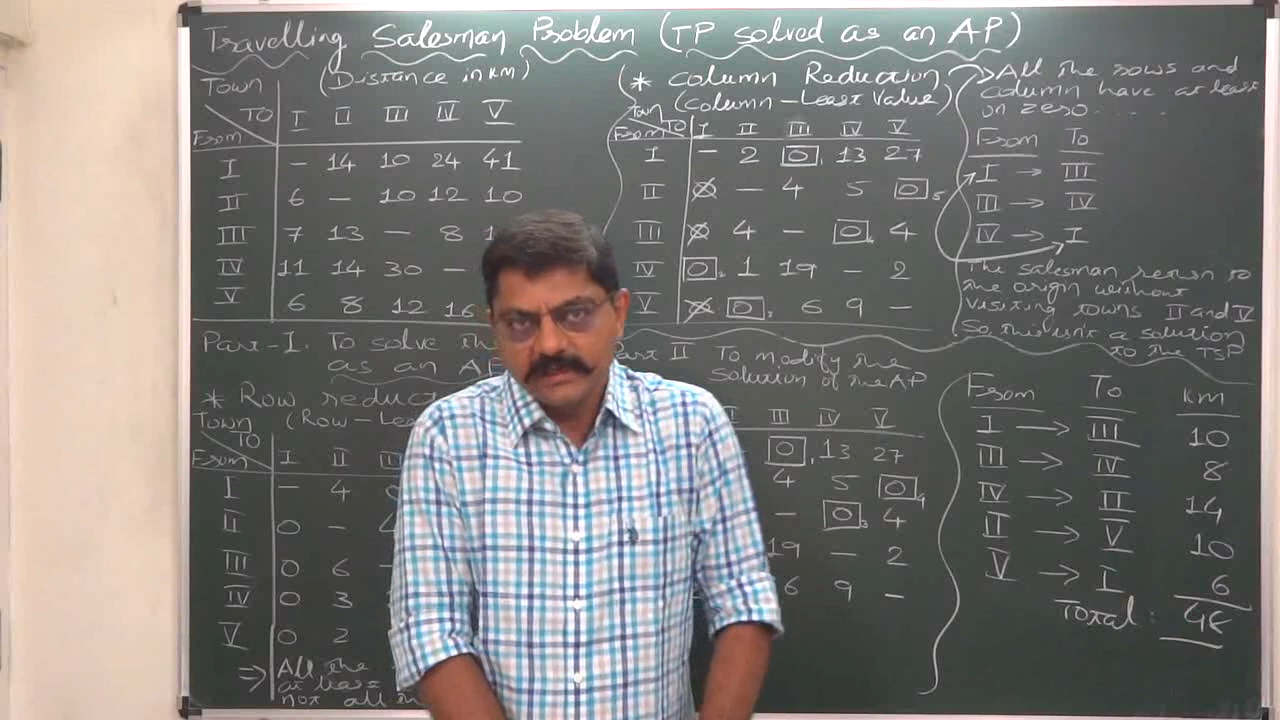 Travelling Salesman Problem (TP solved as an AP)
(Distance in KM)
Town
TO I II III IV V
From
I - 14 10 24 41
II 6 - 10 12 10
III 7 13 - 8
IV 11 14 30 -
V 6 8 12 16
Part-I. To solve
as an
* Row
(Row-
Town
TO I II
From
I - 4
II 0 -
III 0 6
IV 0 3
V 0 2
⇒ All the
at least
not all
(* Column Reduction
(Column-Least Value)
Town
TO I II III IV V
From
I - 2 0 13 27
II 0 - 4 5 0
III 0 4 - 0 4
IV 0 1 19 - 2
V 0 0 6 9 -
Part II To modify the
Solution of the AP
III IV V
0 13 27
4 5 0
- 0 4
19 - 2
6 9 -
→ All the rows and
column have at least
on zero.....
From To
I → III
III → IV
IV → I
The salesman return to
the origin without
visiting towns II and V
So, this isn't a solution
to the TSP
From To KM
I → III 10
III → IV 8
IV → II 14
II → V 10
V → I 6
Total: 48